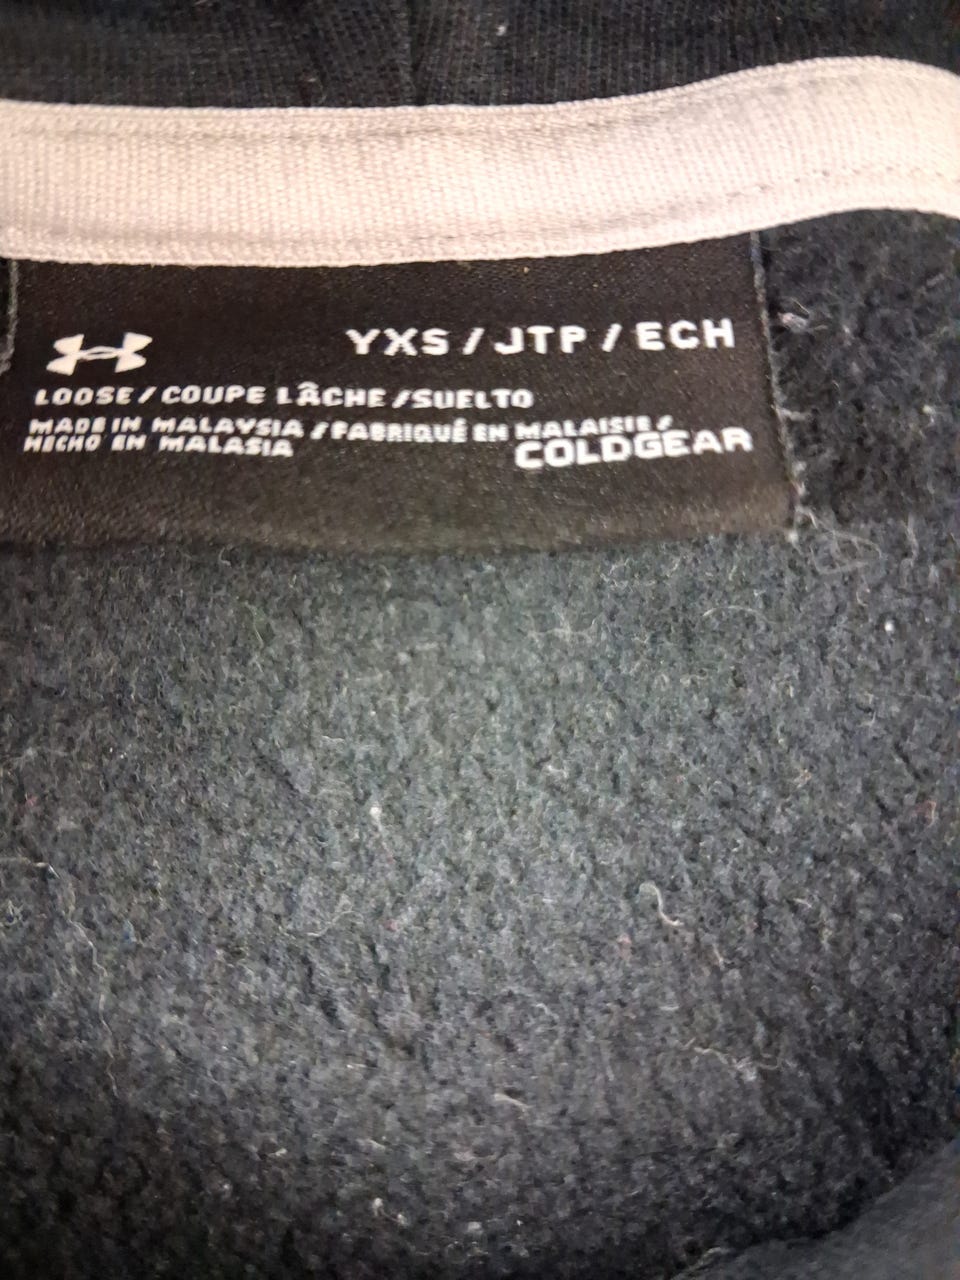 YXS / JTP / ECH
LOOSE / COUPE LÂCHE / SUELTO
MADE IN MALAYSIA / FABRIQUÉ EN MALAISIE /
HECHO EN MALASIA
COLDGEAR